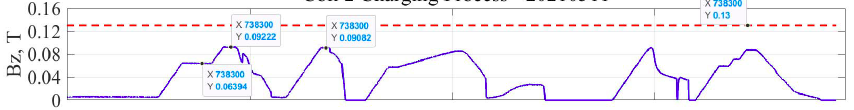 X 738300
Y 0.13
X 738300
Y 0.09222
X 738300
Y 0.09082
X 738300
Y 0.06394
Bz, T
0.16
0.12
0.08
0.04
0